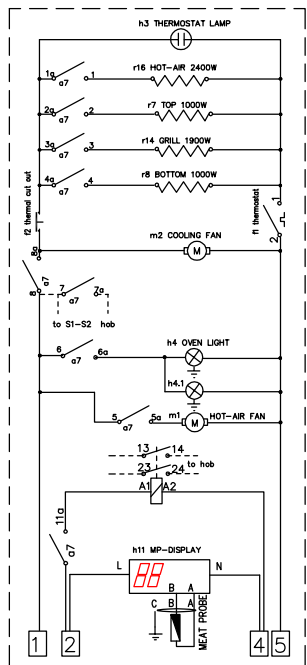 h3 THERMOSTAT LAMP
r16 HOT-AIR 2400W
1a 1
a7
r7 TOP 1000W
2a 2
a7
r14 GRILL 1900W
3a 3
a7
r8 BOTTOM 1000W
4a 4
a7
f2 thermal cut out
f1 thermostat
1
2
m2 COOLING FAN
M
8a
8
a7
7 7a
a7
to S1-S2 hob
h4 OVEN LIGHT
6 6a
a7
h4.1
5 5a m1 HOT-AIR FAN
a7
M
13 14
23 24 to hob
A1 A2
11a
a7
h11 MP-DISPLAY
L 88 N
B A
C B A
MEAT PROBE
1 2 4 5